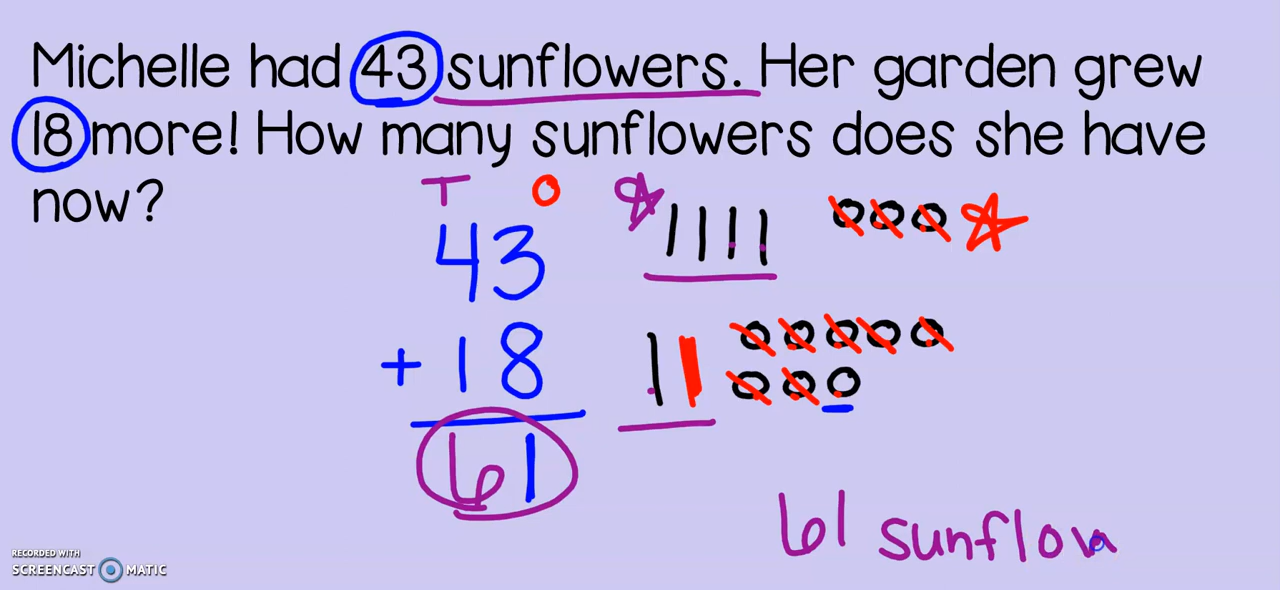 Michelle had 43 sunflowers. Her garden grew
18 more! How many sunflowers does she have
now?
T O
43
+ 18
61
61 sunflow
RECORDED WITH
SCREENCAST MATIC